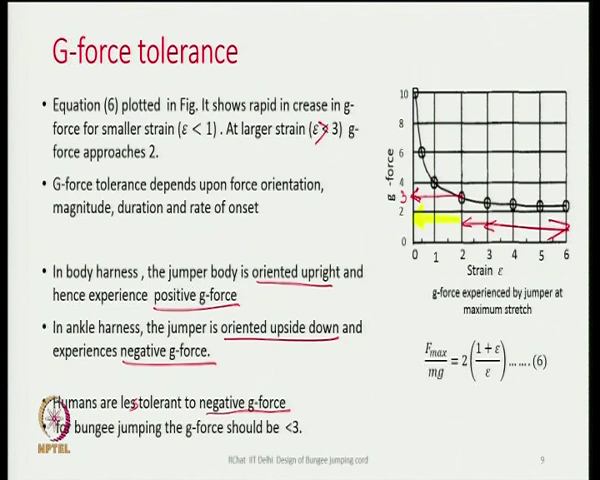 G-force tolerance
• Equation (6) plotted in Fig. It shows rapid in crease in g-
force for smaller strain (ε < 1) . At larger strain (ε > 3) g-
force approaches 2.
• G-force tolerance depends upon force orientation,
magnitude, duration and rate of onset
• In body harness , the jumper body is oriented upright and
hence experience positive g-force
• In ankle harness, the jumper is oriented upside down and
experiences negative g-force.
• Humans are less tolerant to negative g-force
• for bungee jumping the g-force should be <3.
g -force
10
8
6
4
3
2
0
0 1 2 3 4 5 6
Strain ε
g-force experienced by jumper at
maximum stretch
F_max/mg = 2((1 + ε)/ε) …….(6)
NPTEL
RChat IIT Delhi Design of Bungee jumping cord
9